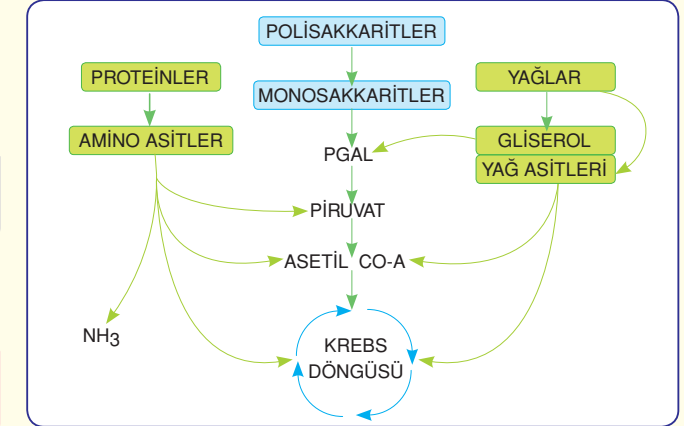 POLİSAKKARİTLER
PROTEİNLER
YAĞLAR
MONOSAKKARİTLER
AMİNO ASİTLER
GLİSEROL
PGAL
YAĞ ASİTLERİ
PİRUVAT
ASETİL CO-A
NH3
KREBS
DÖNGÜSÜ